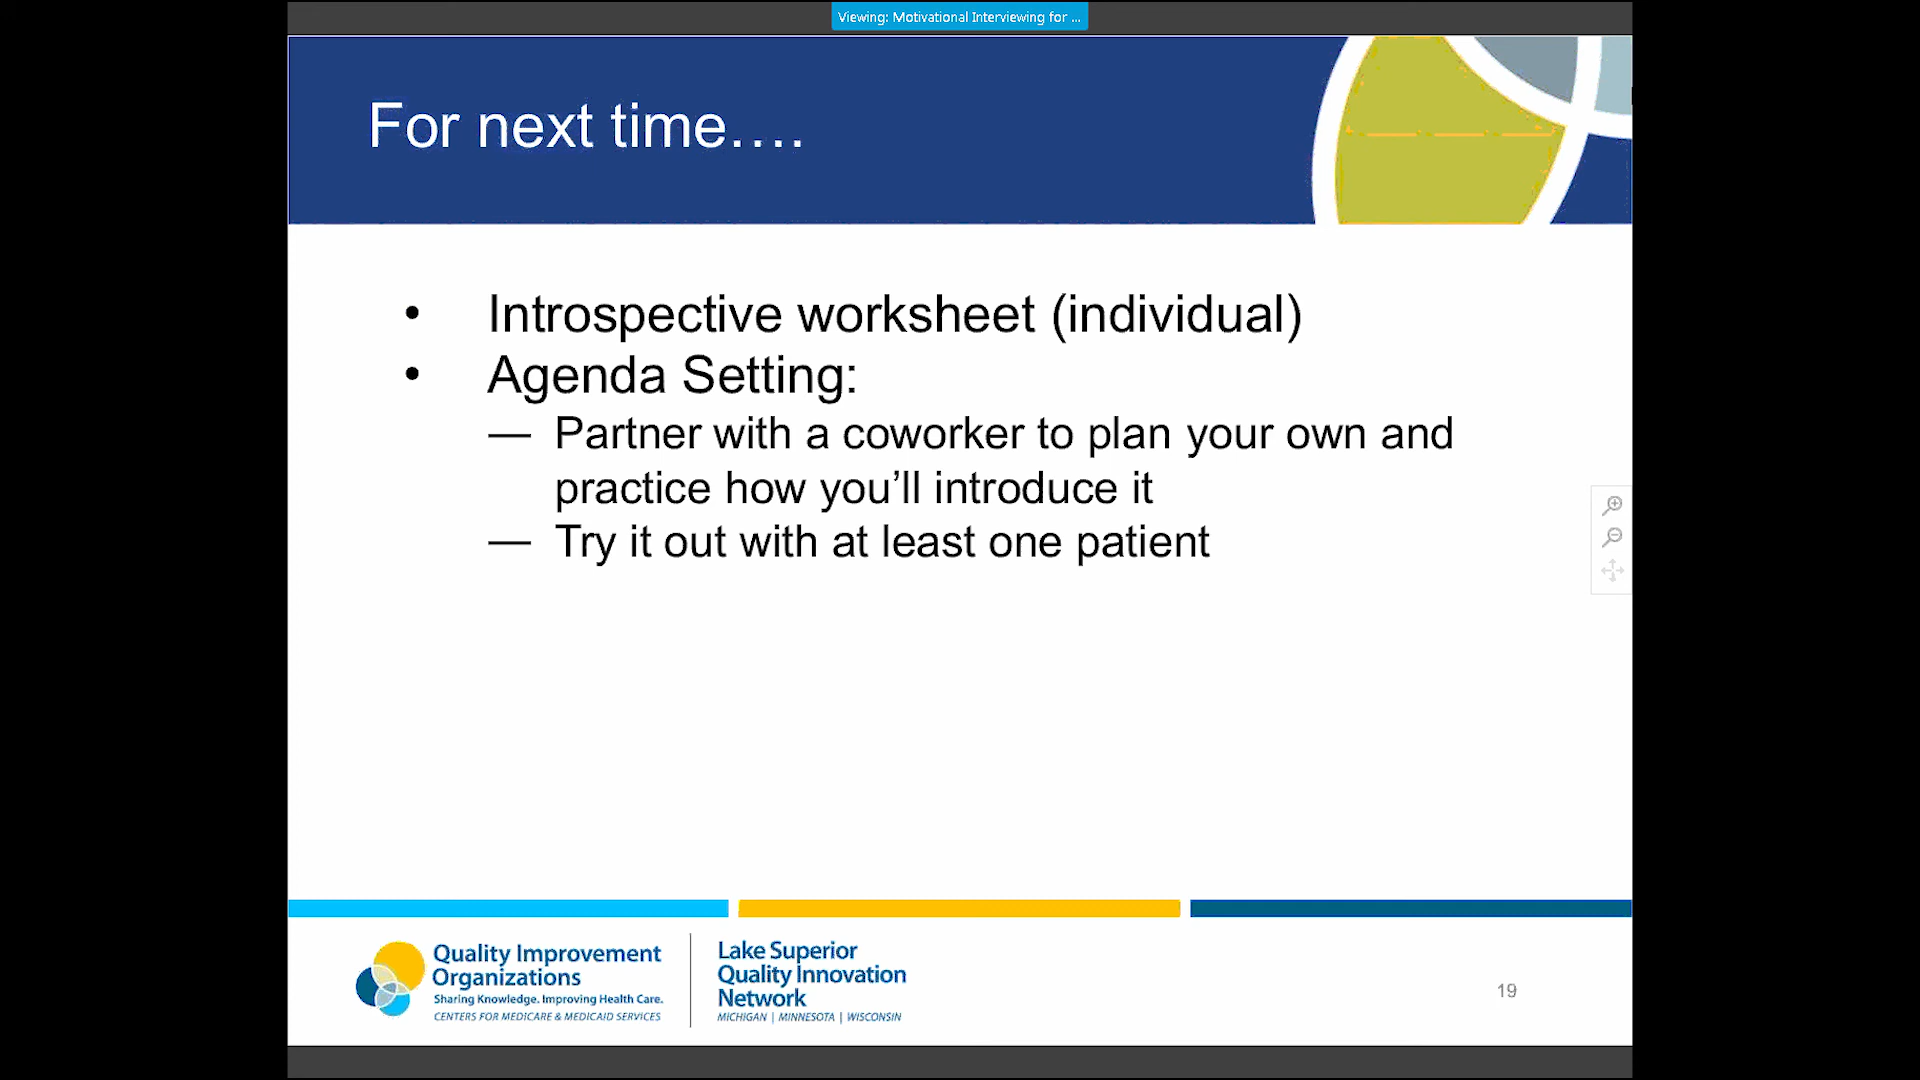 Viewing: Motivational Interviewing for ...
For next time….
• Introspective worksheet (individual)
• Agenda Setting:
— Partner with a coworker to plan your own and
practice how you’ll introduce it
— Try it out with at least one patient
Quality Improvement
Organizations
Sharing Knowledge. Improving Health Care.
CENTERS FOR MEDICARE & MEDICAID SERVICES
Lake Superior
Quality Innovation
Network
MICHIGAN | MINNESOTA | WISCONSIN
19